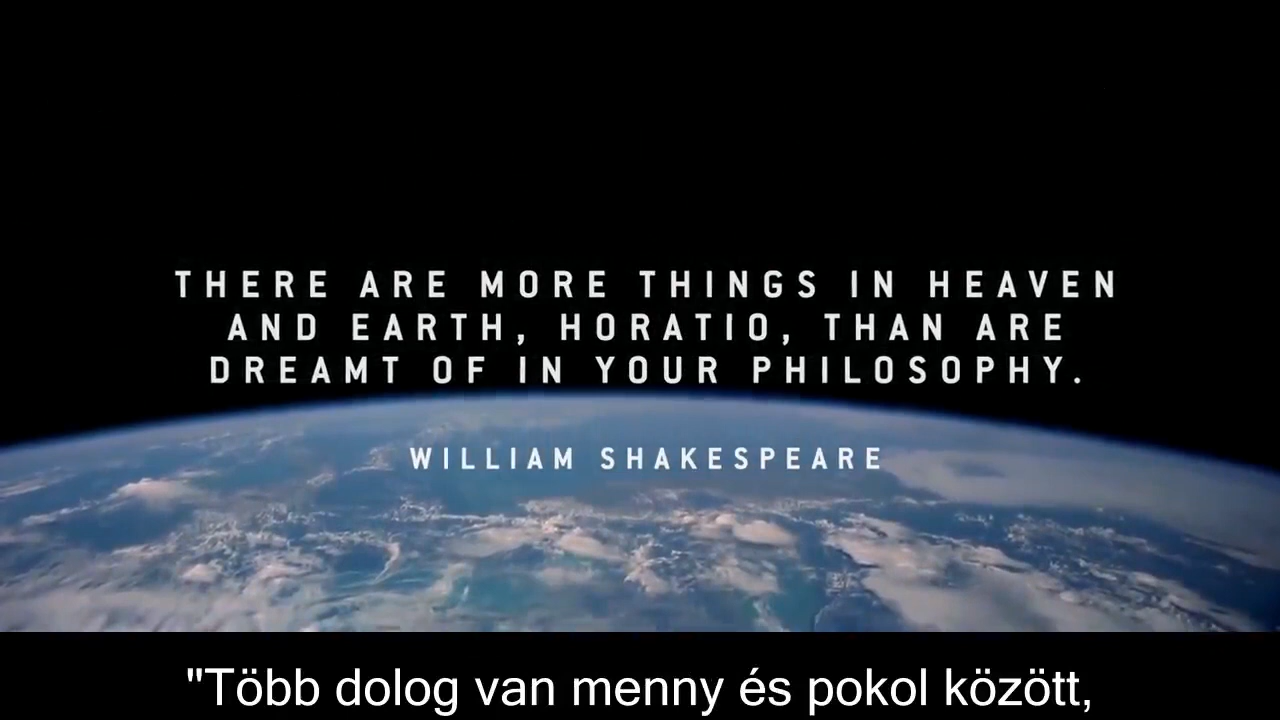 THERE ARE MORE THINGS IN HEAVEN
AND EARTH, HORATIO, THAN ARE
DREAMT OF IN YOUR PHILOSOPHY.
WILLIAM SHAKESPEARE
"Több dolog van menny és pokol között,